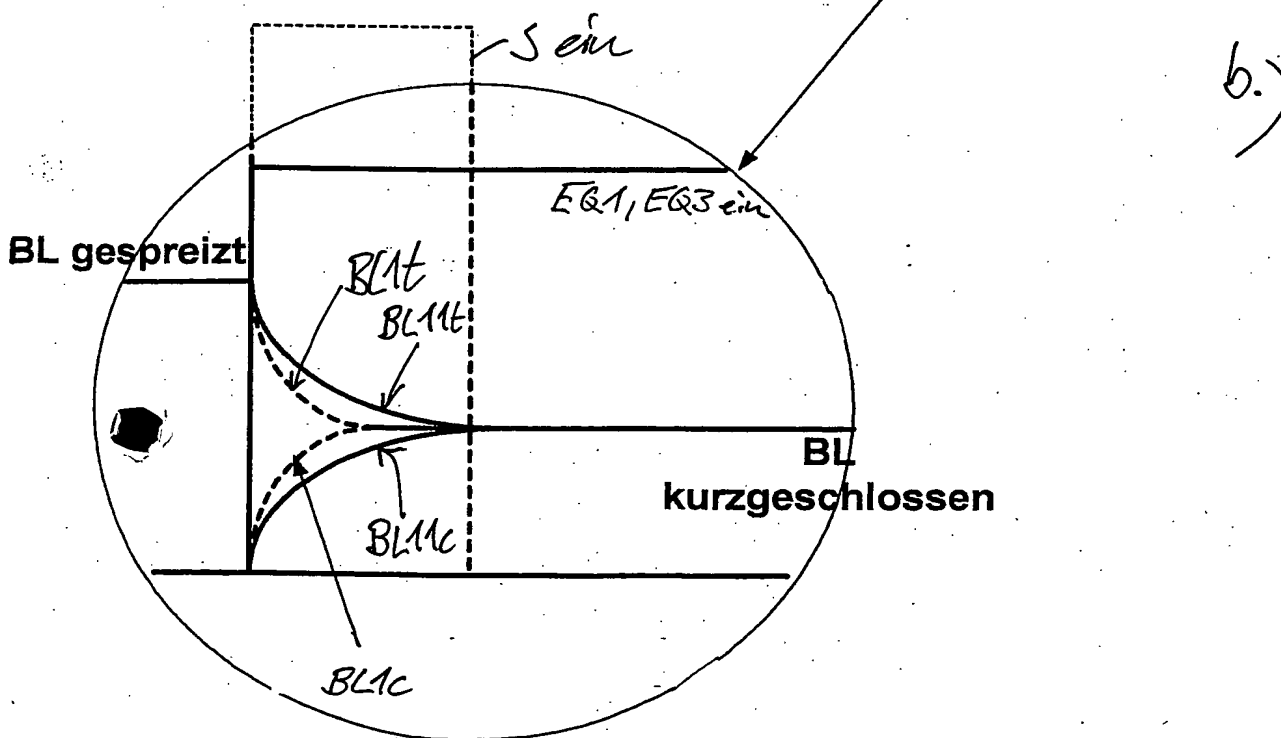 S ein
b.)
EQ1, EQ3 ein
BL gespreizt
BL1t
BL11t
BL
kurzgeschlossen
BL11c
BL1c